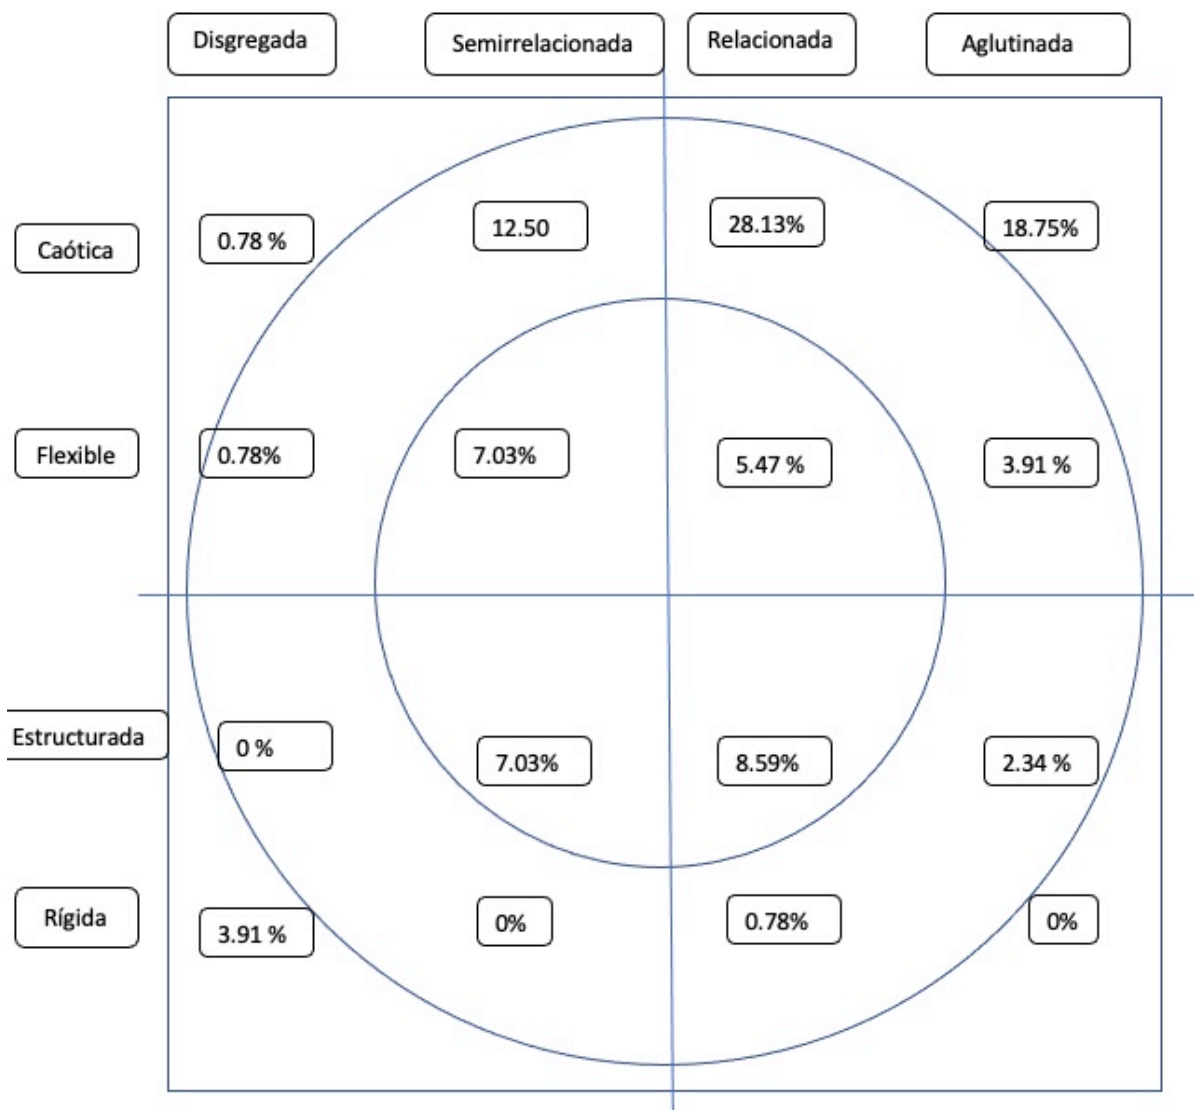 Disgregada
Semirrelacionada
Relacionada
Aglutinada
Caótica
0.78 %
12.50
28.13%
18.75%
Flexible
0.78%
7.03%
5.47 %
3.91 %
Estructurada
0 %
7.03%
8.59%
2.34 %
Rígida
3.91 %
0%
0.78%
0%